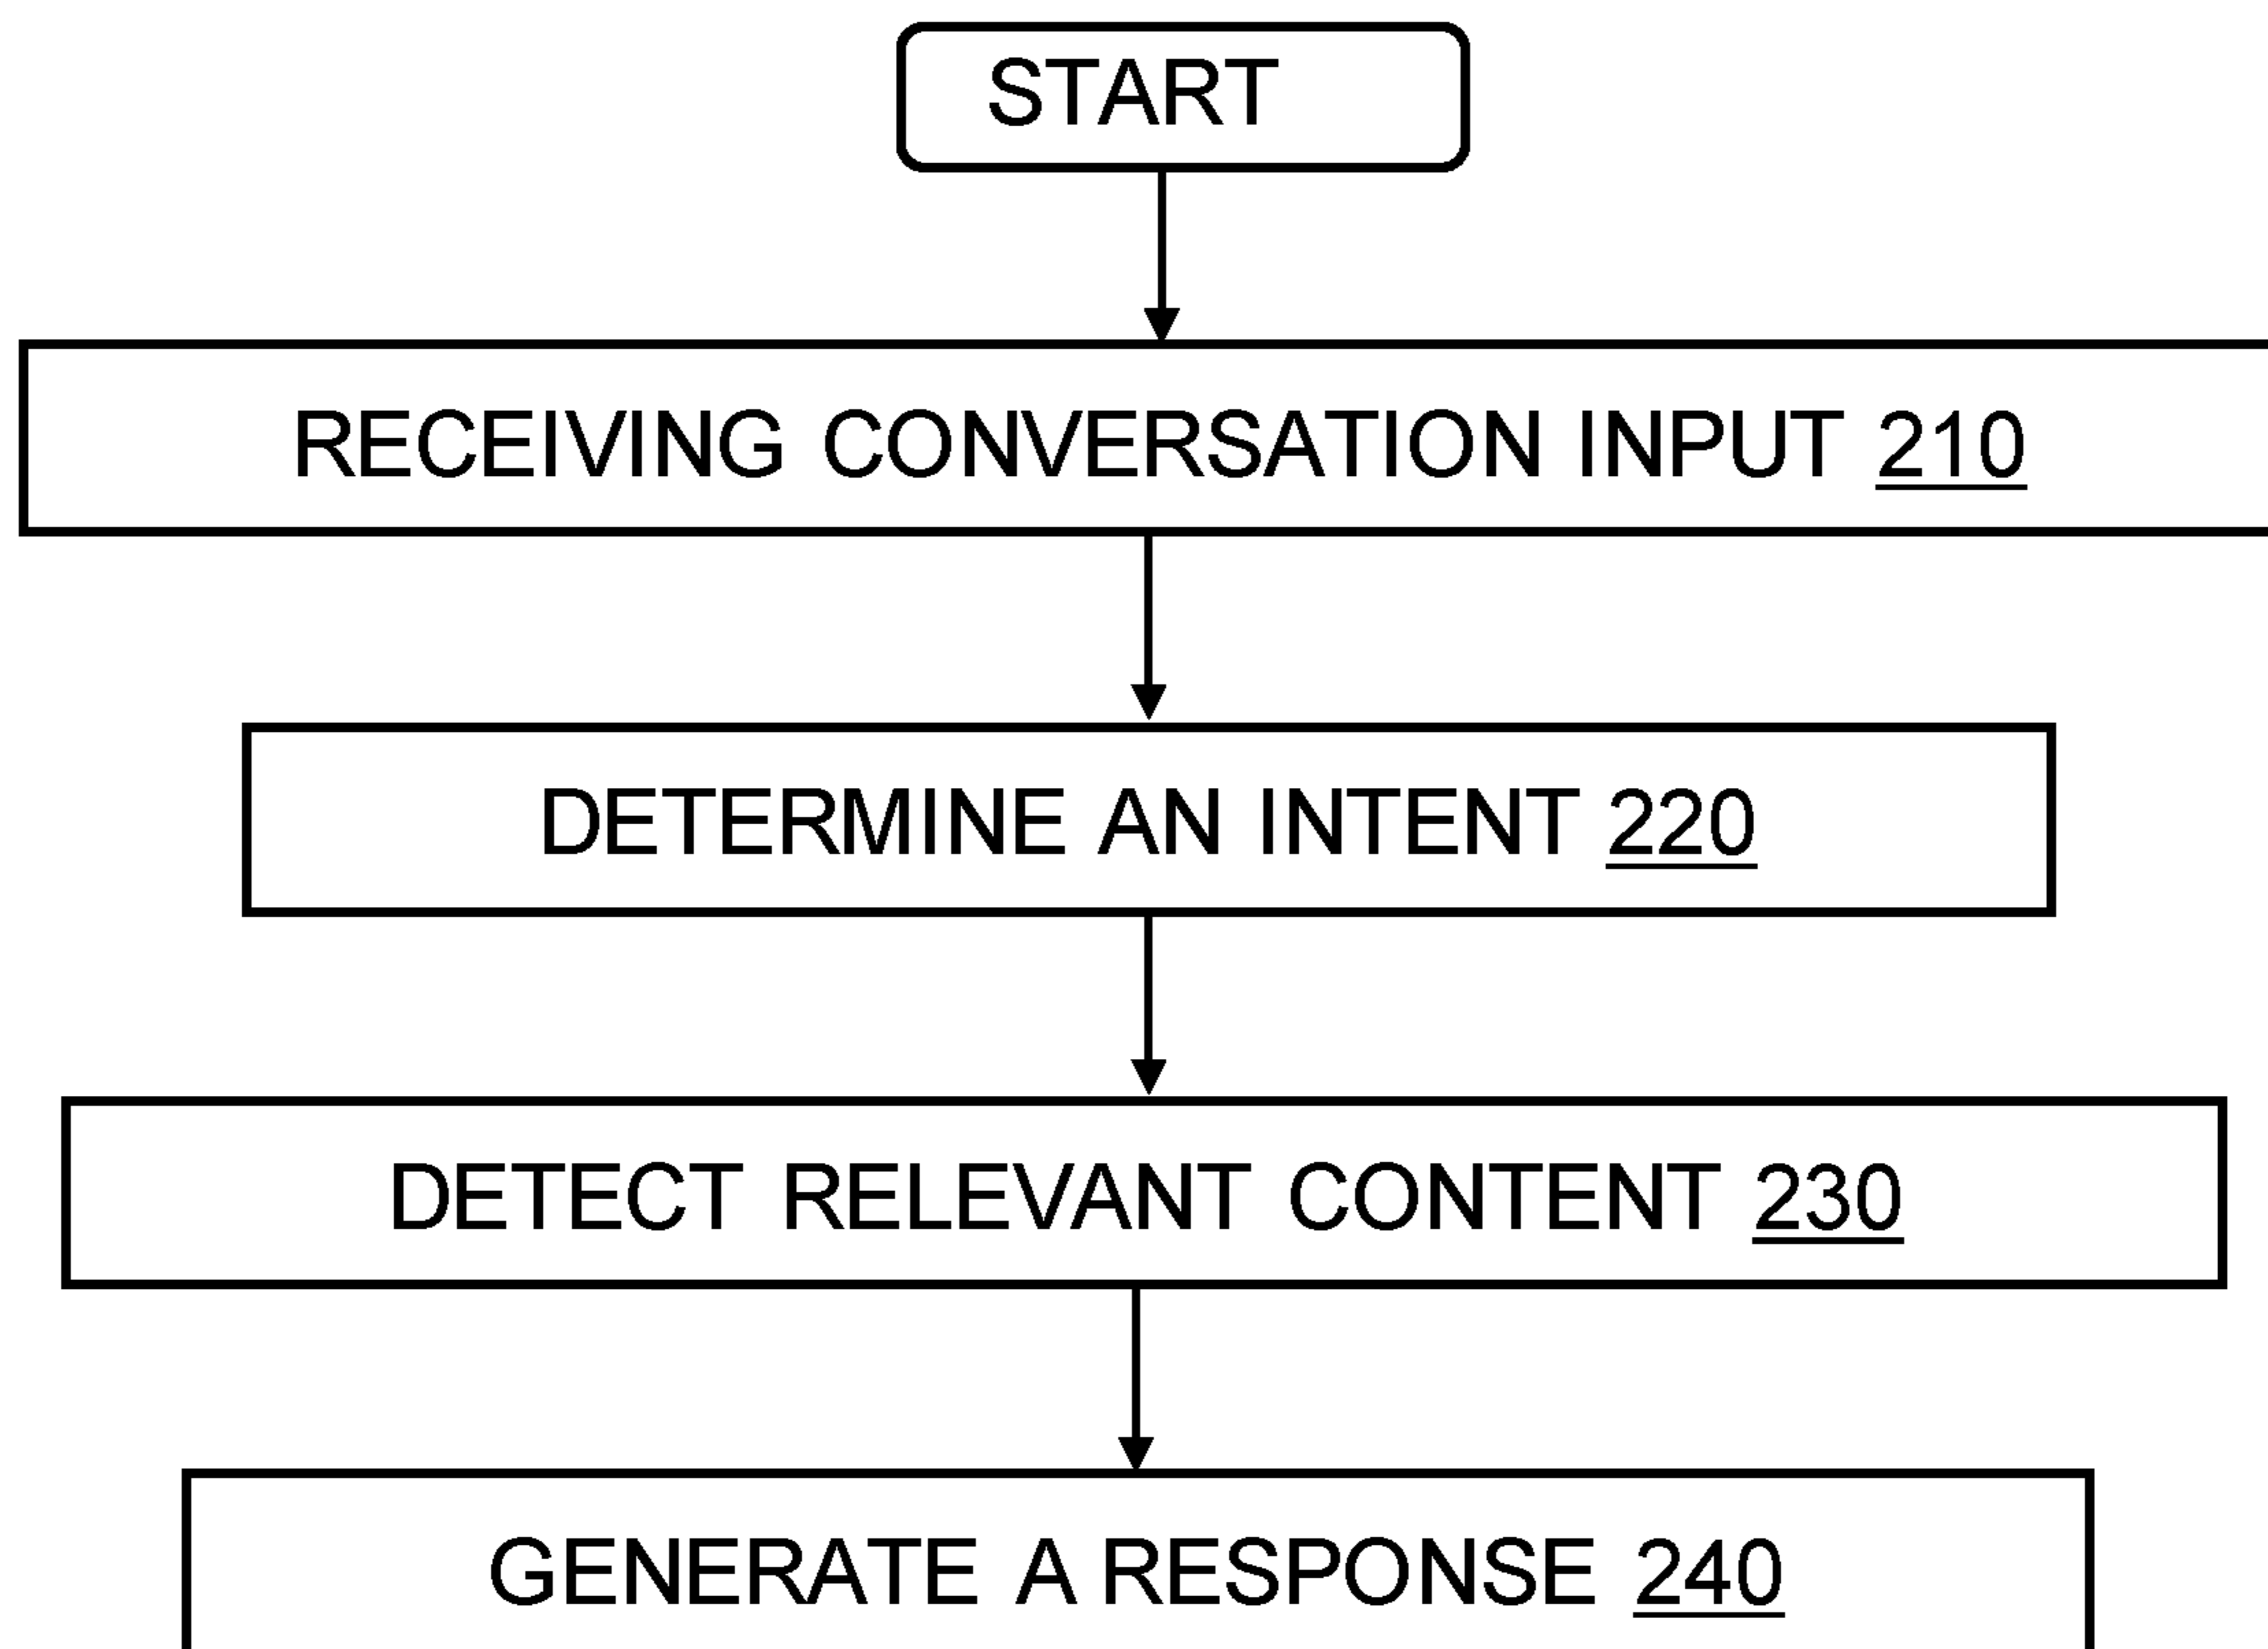 START
RECEIVING CONVERSATION INPUT 210
DETERMINE AN INTENT 220
DETECT RELEVANT CONTENT 230
GENERATE A RESPONSE 240